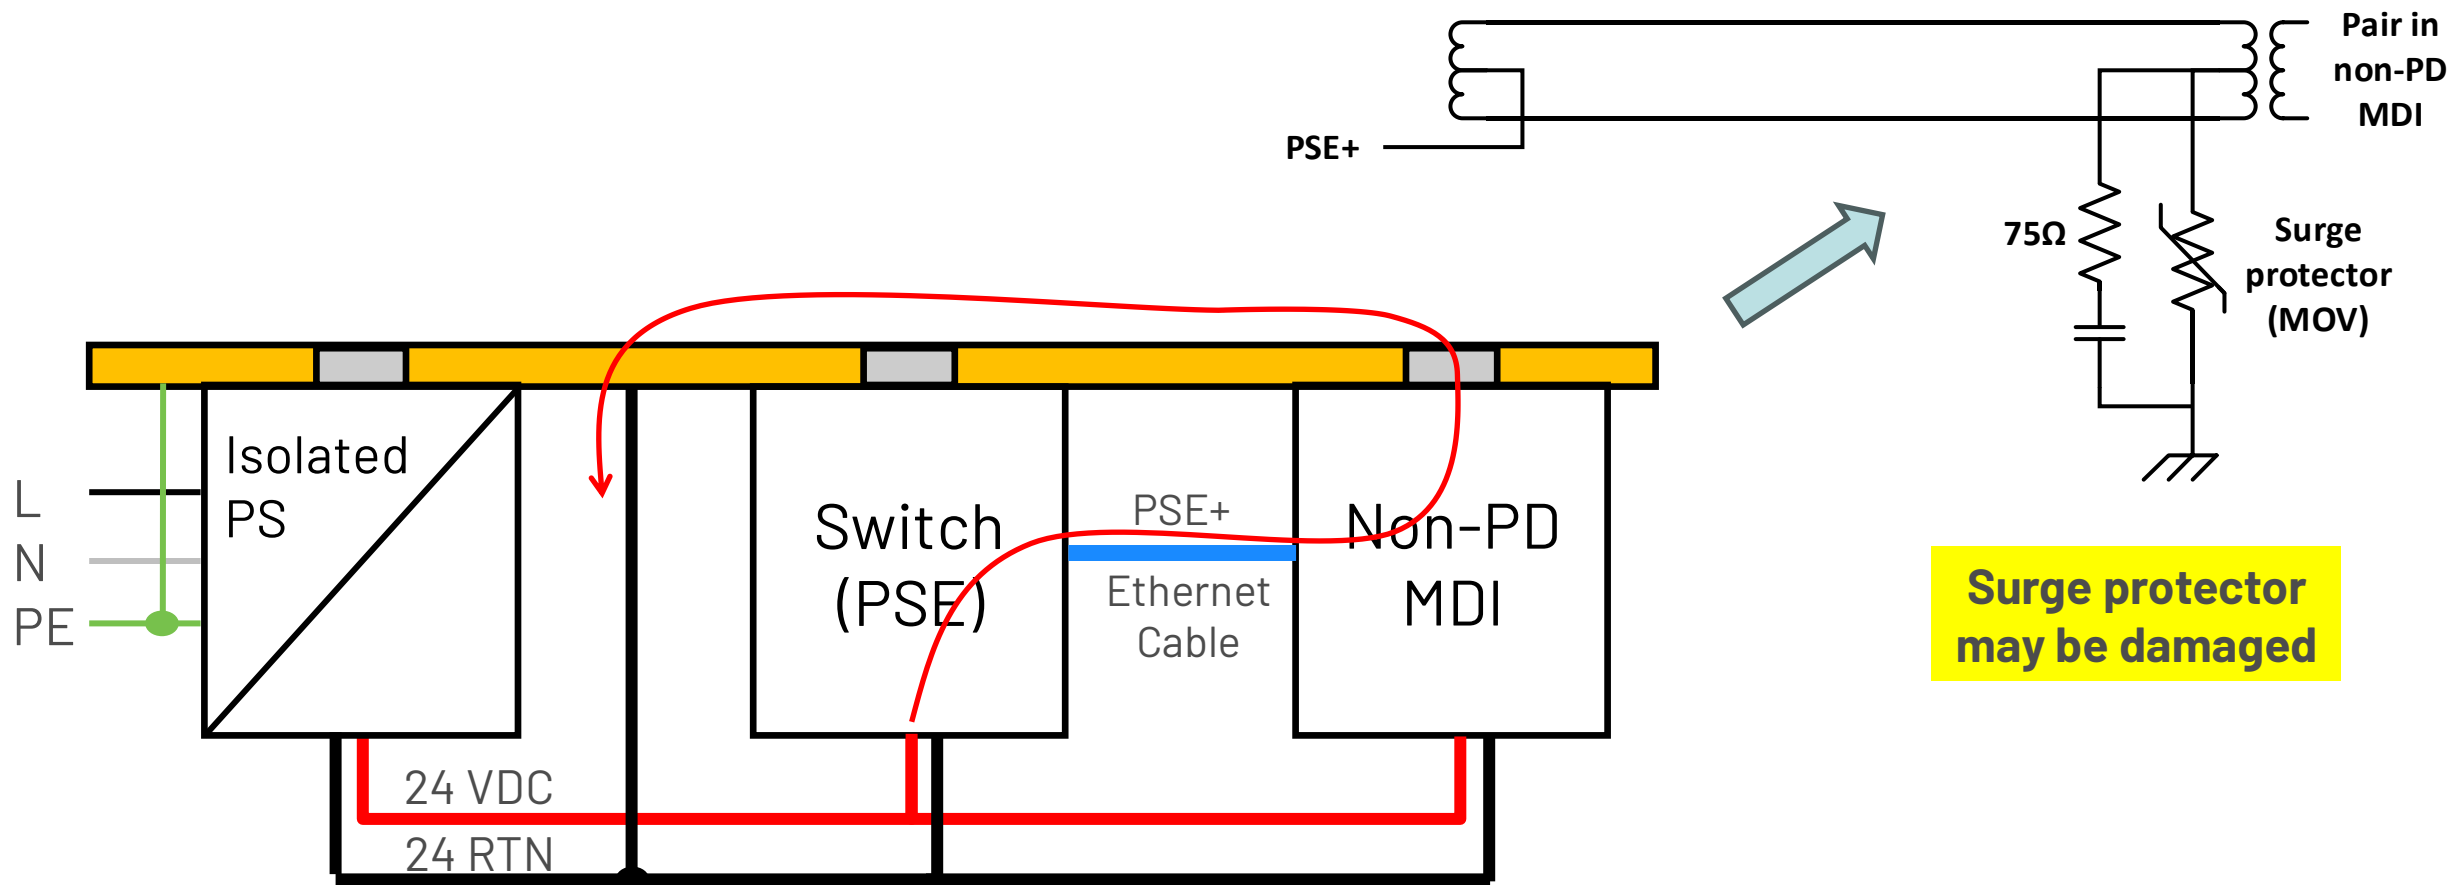 Pair in
non-PD
MDI
PSE+
75Ω
Surge
protector
(MOV)
Isolated
PS
L
N
PE
Switch
(PSE)
PSE+
Ethernet
Cable
Non-PD
MDI
Surge protector
may be damaged
24 VDC
24 RTN